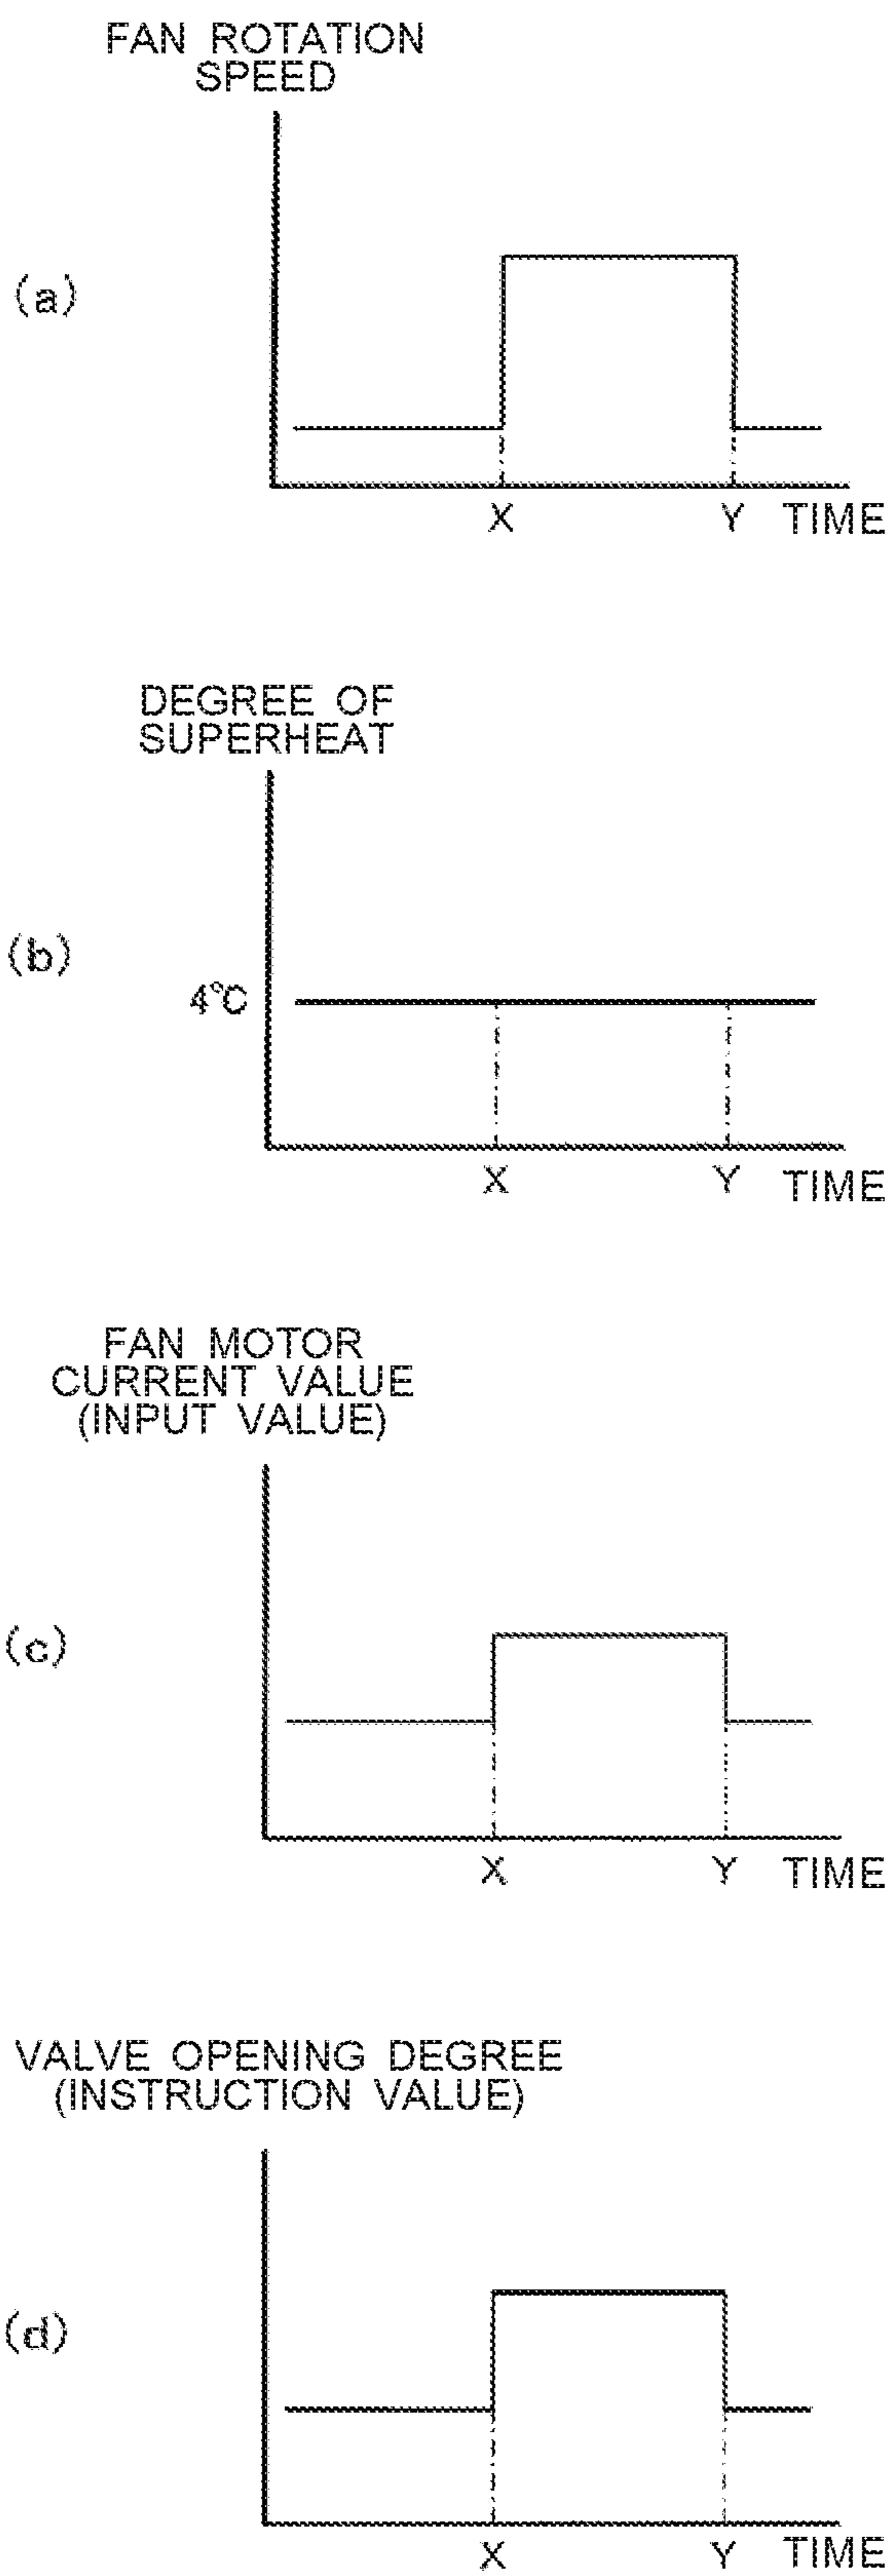 FAN ROTATION
SPEED
(a)
X Y TIME
DEGREE OF
SUPERHEAT
(b)
4°C
X Y TIME
FAN MOTOR
CURRENT VALUE
(INPUT VALUE)
(c)
X Y TIME
VALVE OPENING DEGREE
(INSTRUCTION VALUE)
(d)
X Y TIME